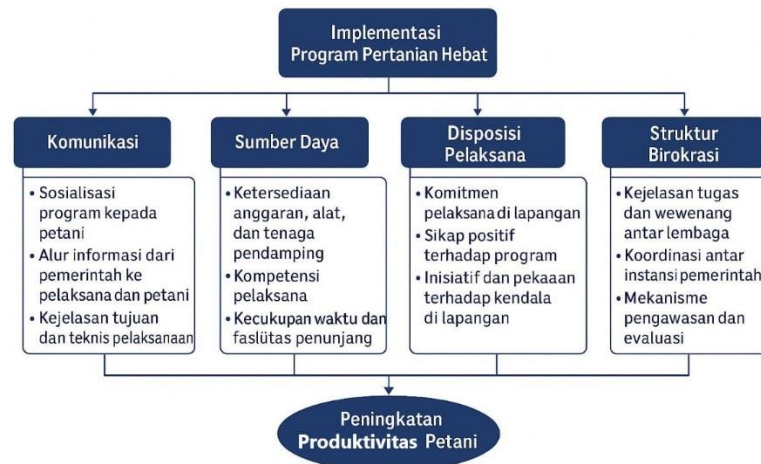 Implementasi
Program Pertanian Hebat
Komunikasi
• Sosialisasi
program kepada
petani
• Alur informasi dari
pemerintah ke
pelaksana dan petani
• Kejelasan tujuan
dan teknis pelaksanaan
Sumber Daya
• Ketersediaan
anggaran, alat,
dan tenaga
pendamping
• Kompetensi
pelaksana
• Kecukupan waktu dan
faslütas penunjang
Disposisi
Pelaksana
• Komitmen
pelaksana di lapangan
• Sikap positif
terhadap program
• Inisiatif dan pekaaan
terhadap kendala
di lapangan
Struktur
Birokrasi
• Kejelasan tugas
dan wewenang
antar lembaga
• Koordinasi antar
instansi pemerintah
• Mekanisme
pengawasan dan
evaluasi
Peningkatan
Produktivitas Petani